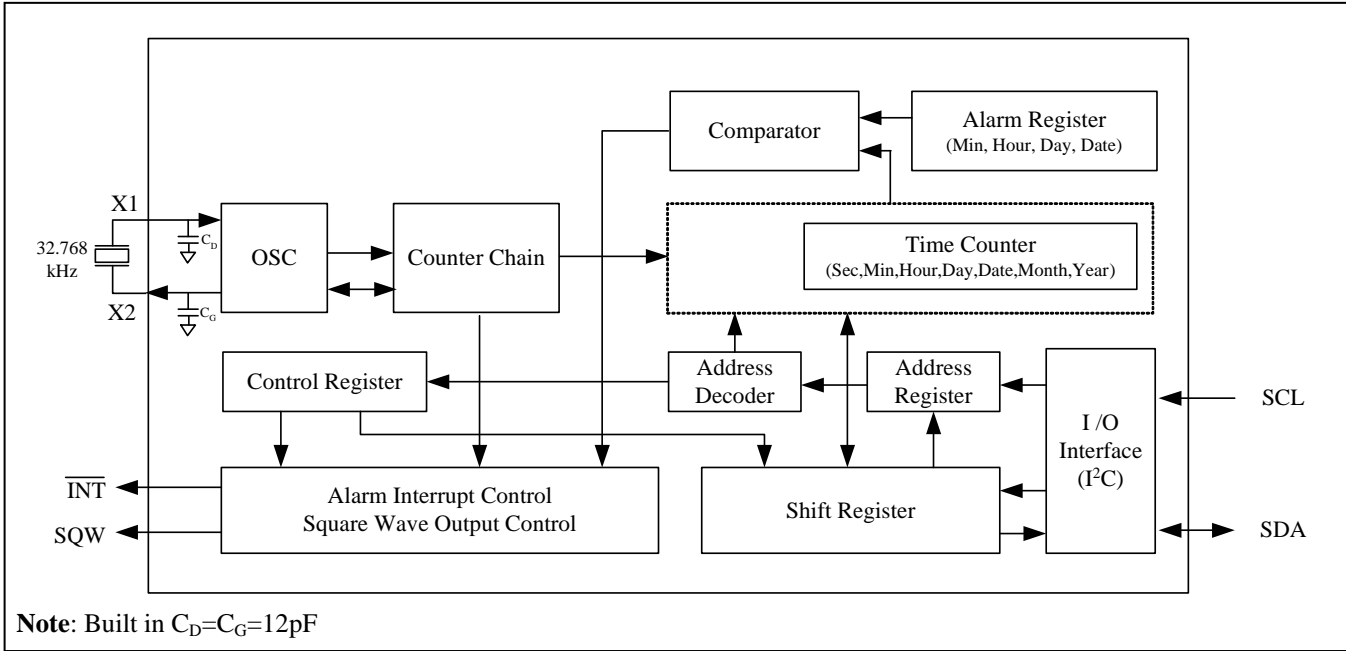 Comparator
Alarm Register
(Min, Hour, Day, Date)
X1
C_D
32.768
kHz
OSC
Counter Chain
Time Counter
(Sec,Min,Hour,Day,Date,Month,Year)
X2
C_G
Control Register
Address
Decoder
Address
Register
I /O
Interface
(I²C)
SCL
I̅N̅T̅
SQW
Alarm Interrupt Control
Square Wave Output Control
Shift Register
SDA
Note: Built in C_D=C_G=12pF